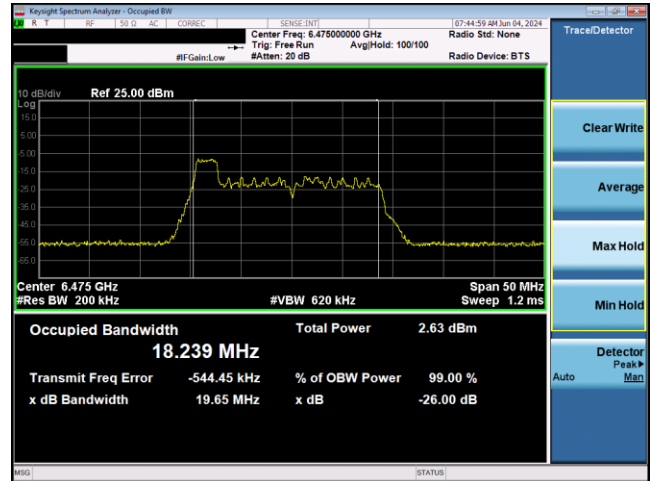 Keysight Spectrum Analyzer - Occupied BW
LXI R T RF 50 Ω AC CORREC SENSE:INT 07:44:59 AM Jun 04, 2024
Center Freq: 6.475000000 GHz Radio Std: None
Trig: Free Run Avg|Hold: 100/100
#IFGain:Low #Atten: 20 dB Radio Device: BTS
Trace/Detector
10 dB/div Ref 25.00 dBm
Log
15.0
5.00
-5.00
-15.0
-25.0
-35.0
-45.0
-55.0
-65.0
Center 6.475 GHz Span 50 MHz
#Res BW 200 kHz #VBW 620 kHz Sweep 1.2 ms
Occupied Bandwidth Total Power 2.63 dBm
18.239 MHz
Transmit Freq Error -544.45 kHz % of OBW Power 99.00 %
x dB Bandwidth 19.65 MHz x dB -26.00 dB
Clear Write
Average
Max Hold
Min Hold
Detector
Peak▶
Auto Man
MSG STATUS